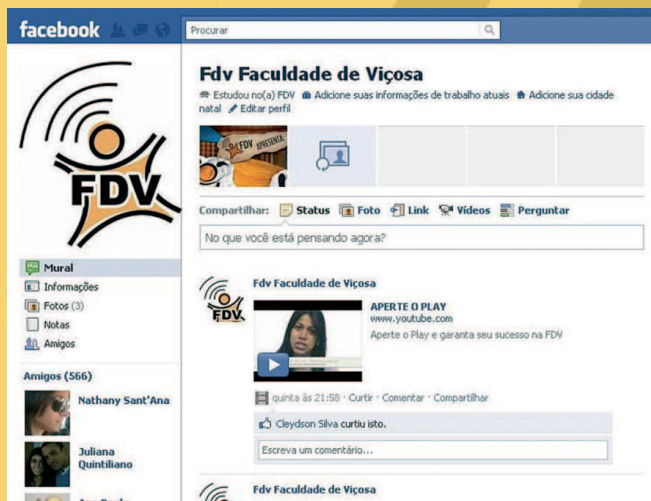 facebook
Procurar
FDV
Fdv Faculdade de Viçosa
Estudou no(a) FDV Adicione suas informações de trabalho atuais Adicione sua cidade
natal Editar perfil
FDV APRESENTA:
Compartilhar: Status Foto Link Vídeos Perguntar
No que você está pensando agora?
Mural
Informações
Fotos (3)
Notas
Amigos
Amigos (566)
Nathany Sant'Ana
Juliana
Quintiliano
Fdv Faculdade de Viçosa
FDV
APERTE O PLAY
www.youtube.com
Aperte o Play e garanta seu sucesso na FDV
quinta às 21:58 · Curtir · Comentar · Compartilhar
Cleydson Silva curtiu isto.
Escreva um comentário...
Fdv Faculdade de Viçosa